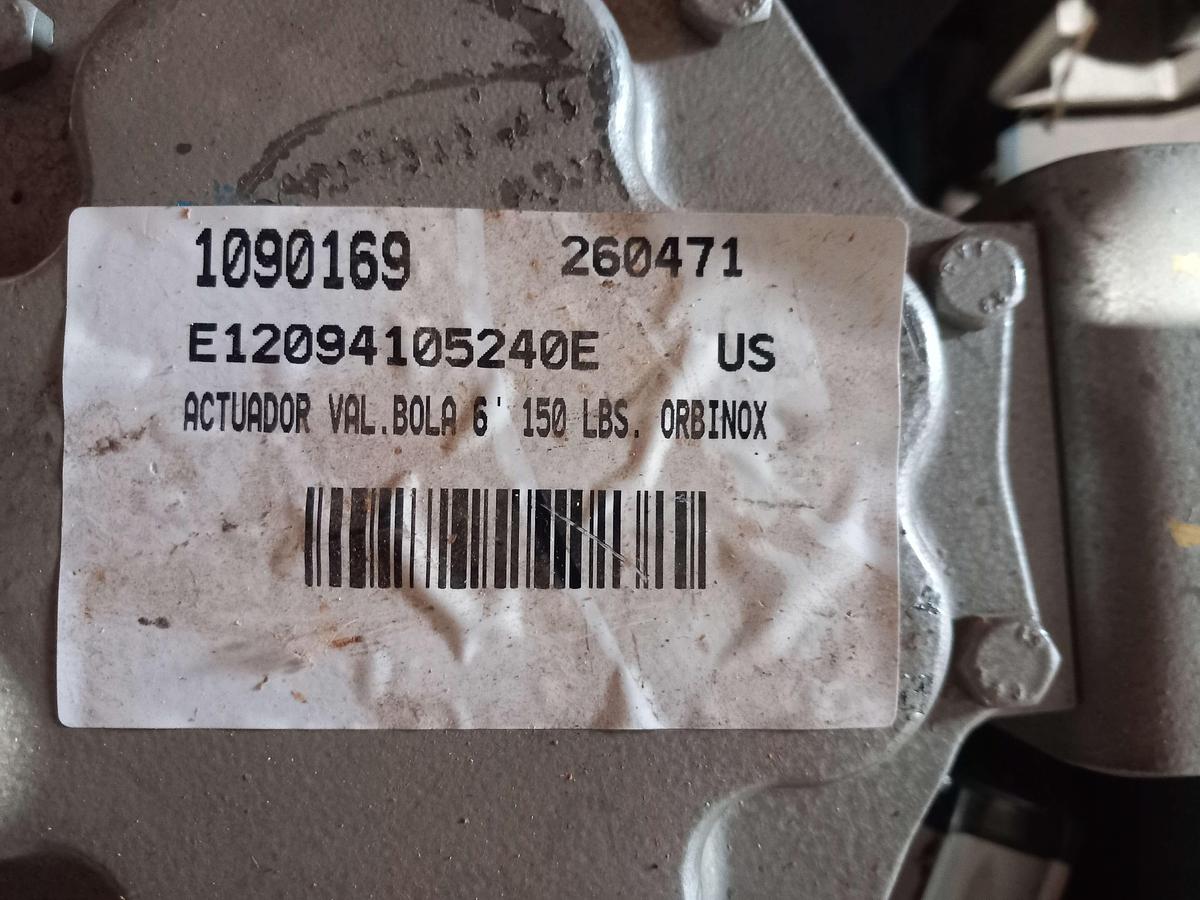 1090169 260471
E12094105240E US
ACTUADOR VAL.BOLA 6' 150 LBS. ORBINOX